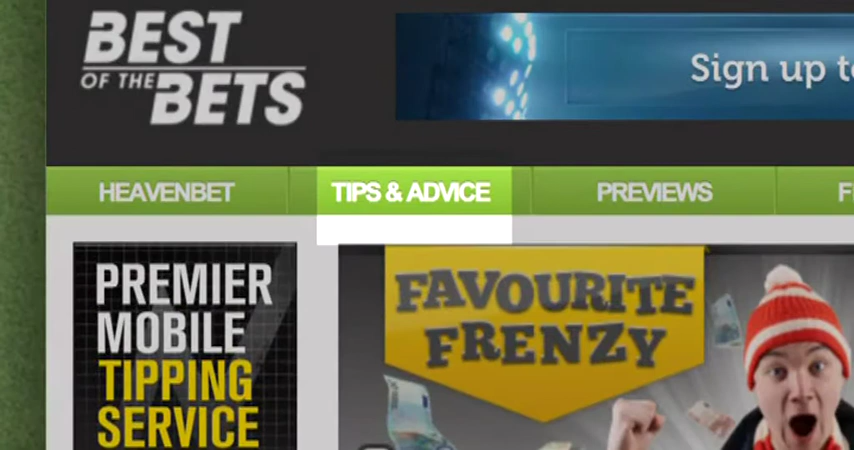 BEST
OF THE
BETS
Sign up
HEAVENBET
TIPS & ADVICE
PREVIEWS
PREMIER
MOBILE
TIPPING
SERVICE
FAVOURITE
FRENZY